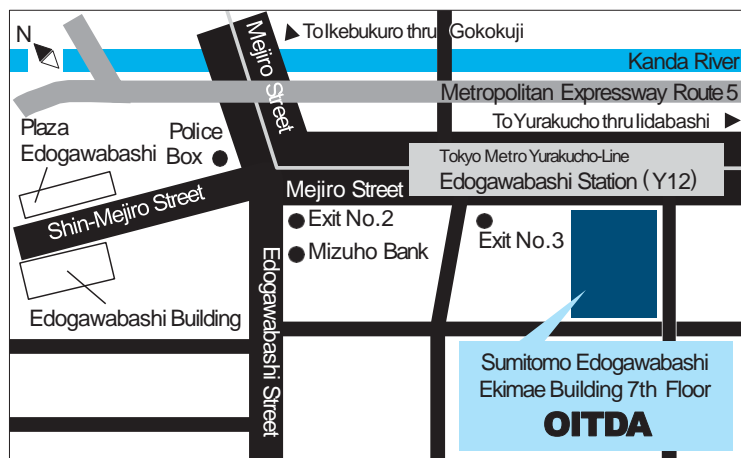 N
To Ikebukuro thru Gokokuji
Mejiro Street
Kanda River
Metropolitan Expressway Route 5
To Yurakucho thru Iidabashi
Plaza
Edogawabashi
Police
Box
Tokyo Metro Yurakucho-Line
Edogawabashi Station (Y12)
Mejiro Street
Shin-Mejiro Street
Exit No.2
Exit No.3
Mizuho Bank
Edogawabashi Street
Edogawabashi Building
Sumitomo Edogawabashi
Ekimae Building 7th Floor
OITDA